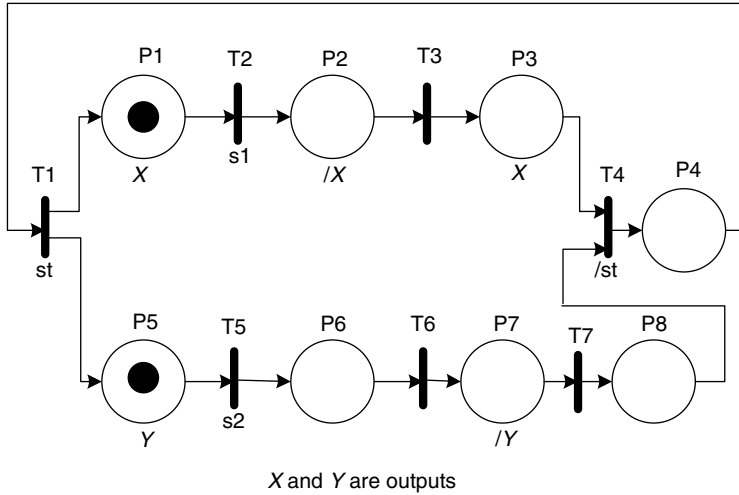 P1 T2 P2 T3 P3
T1 s1 T4 P4
X /X X
st /st
P5 T5 P6 T6 P7 T7 P8
s2
Y /Y
X and Y are outputs